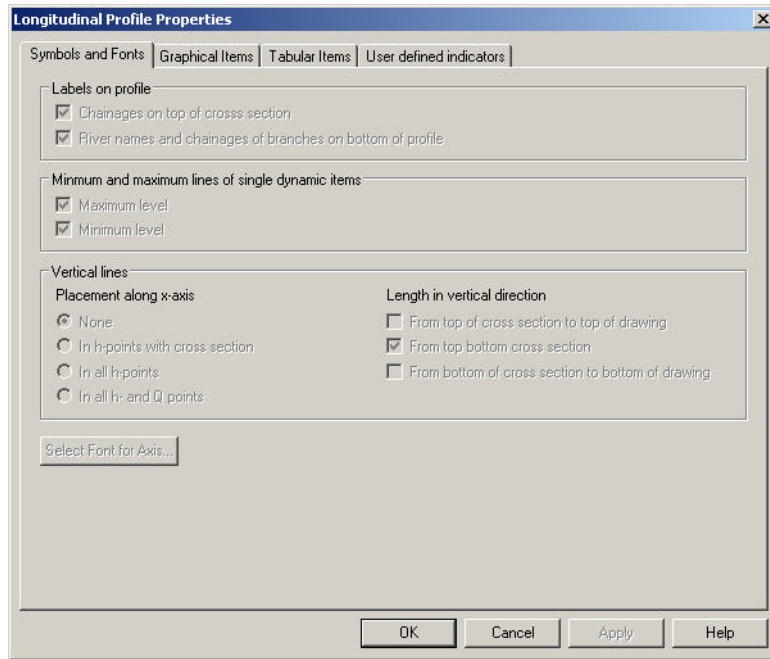 Longitudinal Profile Properties
Symbols and Fonts Graphical Items Tabular Items User defined indicators
Labels on profile
Chainages on top of crosss section
River names and chainages of branches on bottom of profile
Minmum and maximum lines of single dynamic items
Maximum level
Minimum level
Vertical lines
Placement along x-axis
None
In h-points with cross section
In all h-points
In all h- and Q points
Length in vertical direction
From top of cross section to top of drawing
From top bottom cross section
From bottom of cross section to bottom of drawing
Select Font for Axis...
OK Cancel Apply Help